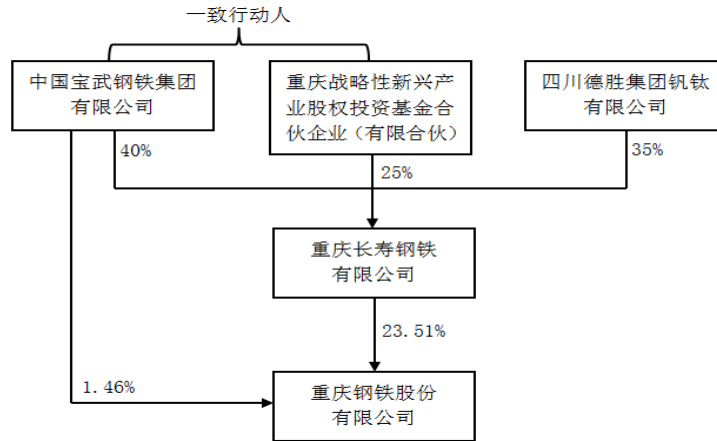 一致行动人
中国宝武钢铁集团
有限公司
重庆战略性新兴产
业股权投资基金合
伙企业（有限合伙）
四川德胜集团钒钛
有限公司
40%
25%
35%
重庆长寿钢铁
有限公司
23.51%
1.46%
重庆钢铁股份
有限公司